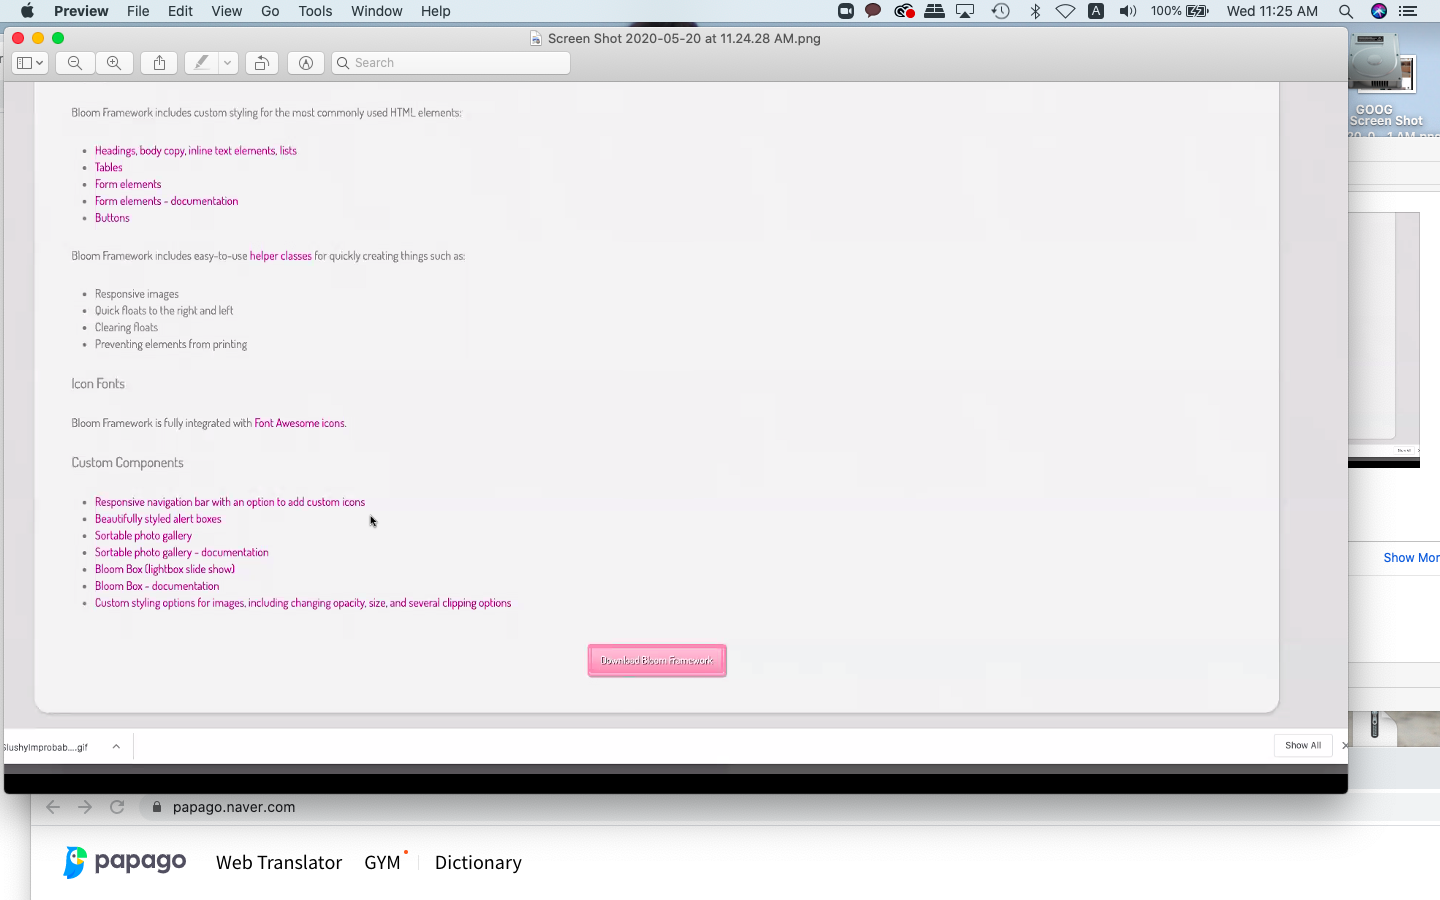 Preview File Edit View Go Tools Window Help
A 100% Wed 11:25 AM
Screen Shot 2020-05-20 at 11.24.28 AM.png
Search
GOOG
Screen Shot
Bloom Framework includes custom styling for the most commonly used HTML elements:
• Headings, body copy, inline text elements, lists
• Tables
• Form elements
• Form elements - documentation
• Buttons
Bloom Framework includes easy-to-use helper classes for quickly creating things such as:
• Responsive images
• Quick floats to the right and left
• Clearing floats
• Preventing elements from printing
Icon Fonts
Bloom Framework is fully integrated with Font Awesome icons.
Custom Components
• Responsive navigation bar with an option to add custom icons
• Beautifully styled alert boxes
• Sortable photo gallery
• Sortable photo gallery - documentation
• Bloom Box (lightbox slide show)
• Bloom Box - documentation
• Custom styling options for images, including changing opacity, size, and several clipping options
Show Mor
Download Bloom Framework
SlushyImprobab....gif
Show All
papago.naver.com
papago Web Translator GYM Dictionary